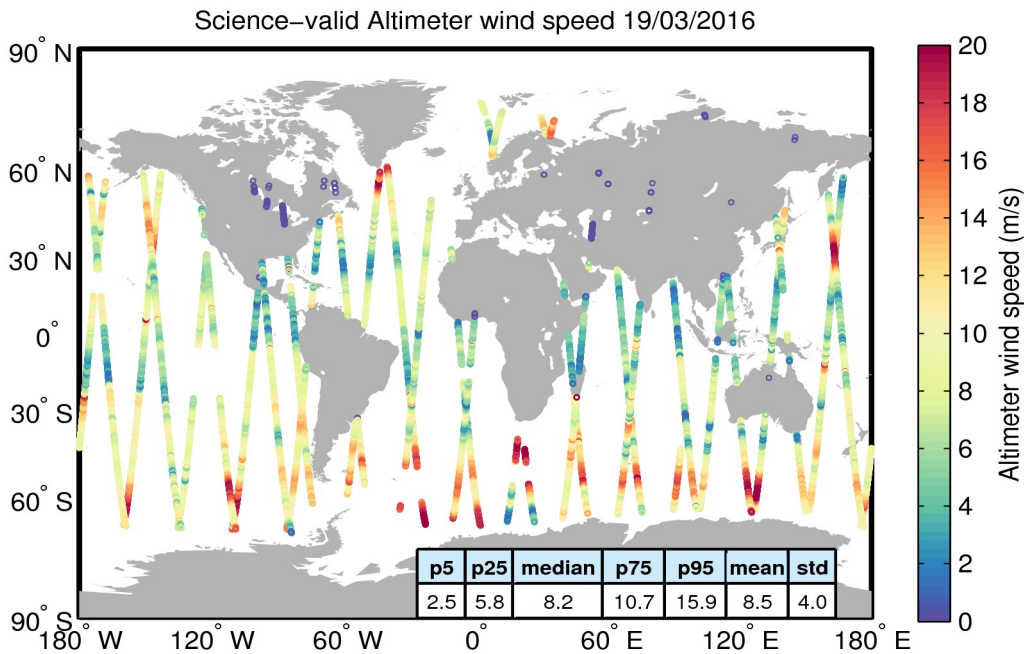 Science-valid Altimeter wind speed 19/03/2016
90° N
60° N
30° N
0°
30° S
60° S
90° S
180° W
120° W
60° W
0°
60° E
120° E
180° E
p5 p25 median p75 p95 mean std
2.5 5.8 8.2 10.7 15.9 8.5 4.0
20
18
16
14
12
10
8
6
4
2
0
Altimeter wind speed (m/s)